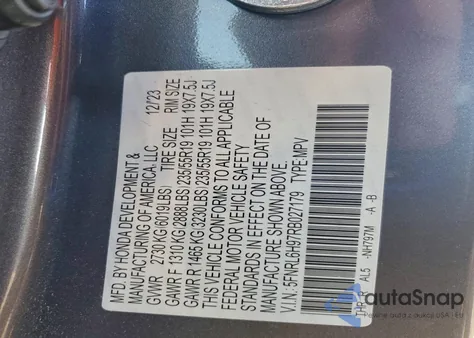 MFD. BY HONDA DEVELOPMENT &
MANUFACTURING OF AMERICA, LLC 12/23
GVWR 2730 KG (6019LBS) TIRE SIZE RIM SIZE
GAWR F 1310 KG (2888LBS) 235/55R19 101H 19X7.5J
GAWR R 1465 KG (3230LBS) 235/55R19 101H 19X7.5J
THIS VEHICLE CONFORMS TO ALL APPLICABLE
FEDERAL MOTOR VEHICLE SAFETY
STANDARDS IN EFFECT ON THE DATE OF
MANUFACTURE SHOWN ABOVE.
V.I.N.: 5FNRL6H97RB027179 TYPE:MPV
AL5 -NH797M -A -B
autoSnap